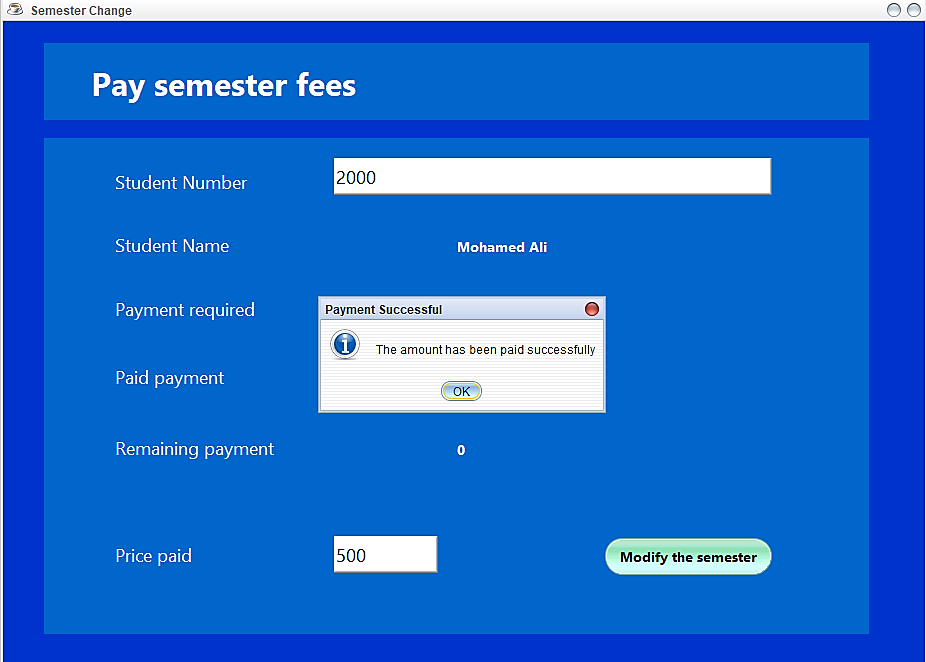 Semester Change
Pay semester fees
Student Number
2000
Student Name
Mohamed Ali
Payment required
Payment Successful
The amount has been paid successfully
OK
Paid payment
Remaining payment
0
Price paid
500
Modify the semester